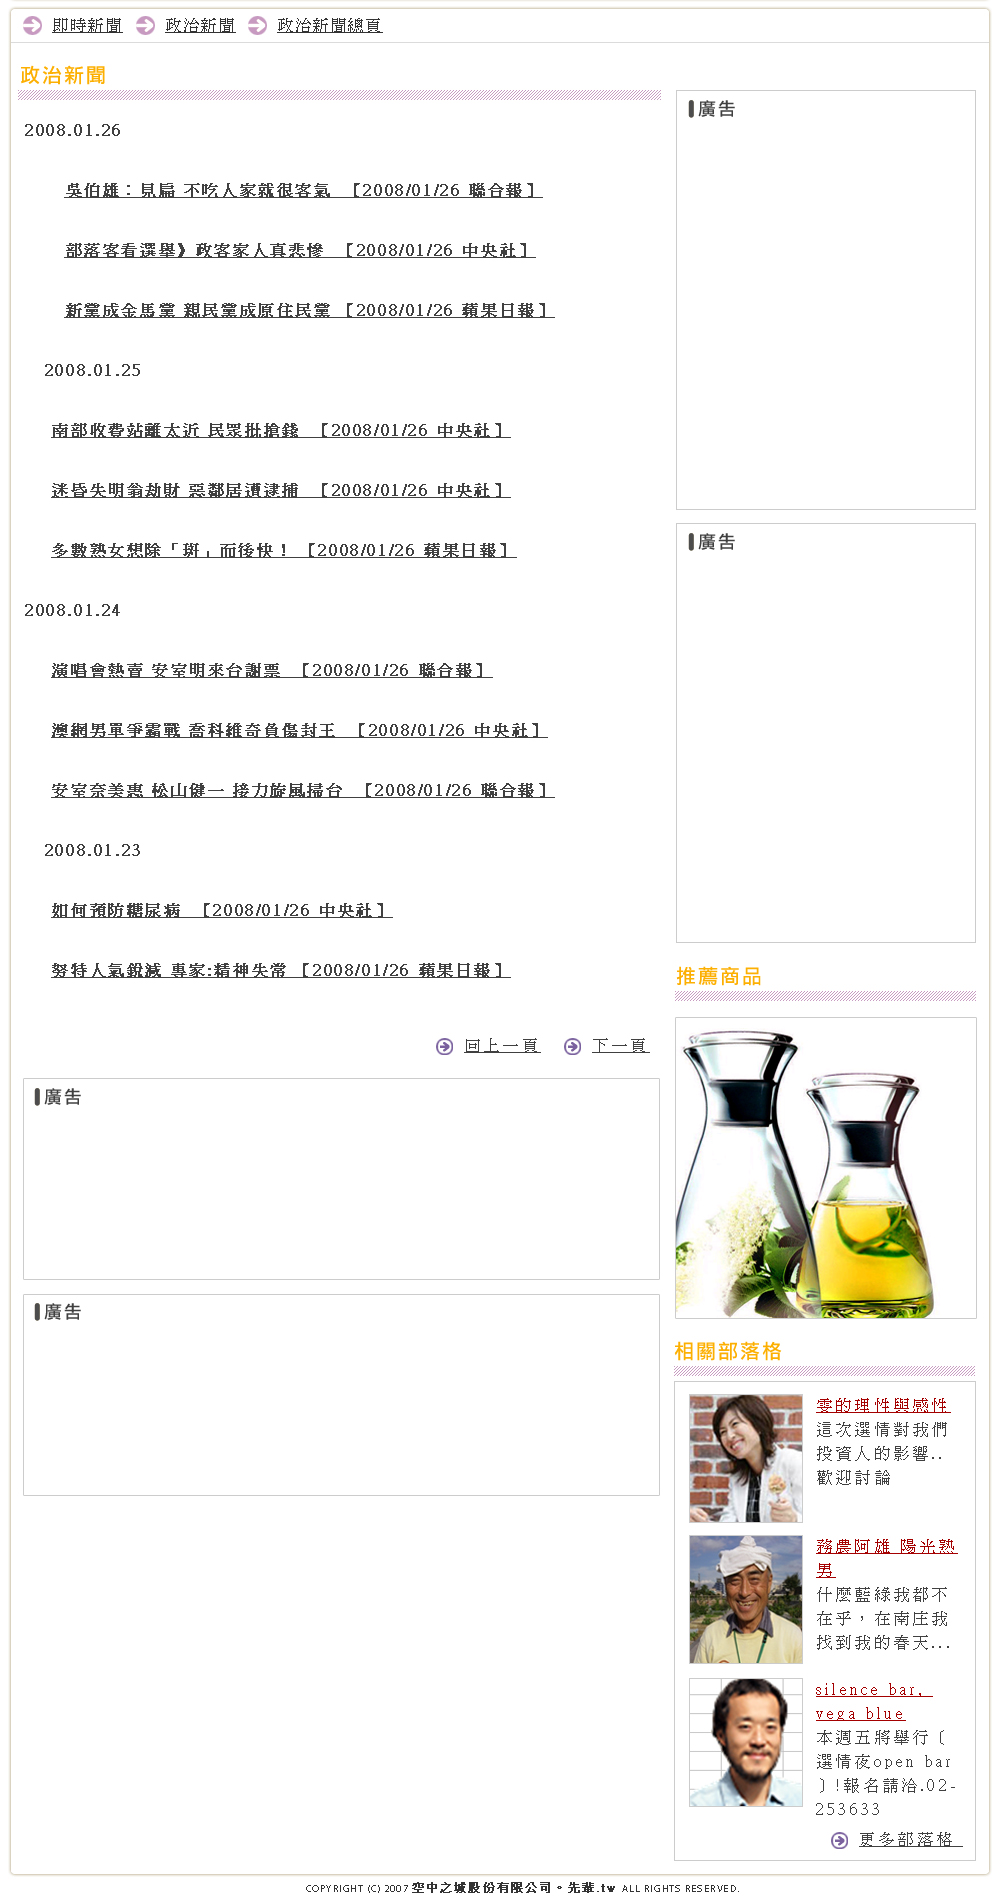 即時新聞 政治新聞 政治新聞總頁
政治新聞
2008.01.26
吳伯雄：見扁 不吃人家就很客氣 【2008/01/26 聯合報】
部落客看選舉》政客家人真悲慘 【2008/01/26 中央社】
新黨成金馬黨 親民黨成原住民黨 【2008/01/26 蘋果日報】
2008.01.25
南部收費站離太近 民眾批搶錢 【2008/01/26 中央社】
迷昏失明翁劫財 惡鄰居遭逮捕 【2008/01/26 中央社】
多數熟女想除「斑」而後快！ 【2008/01/26 蘋果日報】
2008.01.24
演唱會熱賣 安室明來台謝票 【2008/01/26 聯合報】
澳網男單爭霸戰 喬科維奇負傷封王 【2008/01/26 中央社】
安室奈美惠 松山健一 接力旋風掃台 【2008/01/26 聯合報】
2008.01.23
如何預防糖尿病 【2008/01/26 中央社】
努特人氣銳減 專家:精神失常 【2008/01/26 蘋果日報】
回上一頁 下一頁
廣告
廣告
廣告
廣告
推薦商品
相關部落格
雯的理性與感性
這次選情對我們
投資人的影響..
歡迎討論
務農阿雄 陽光熟
男
什麼藍綠我都不
在乎，在南庄我
找到我的春天...
silence bar,
vega blue
本週五將舉行〔
選情夜open bar
〕!報名請洽.02-
253633
更多部落格
COPYRIGHT (C) 2007 空中之城股份有限公司。先輩.tw ALL RIGHTS RESERVED.